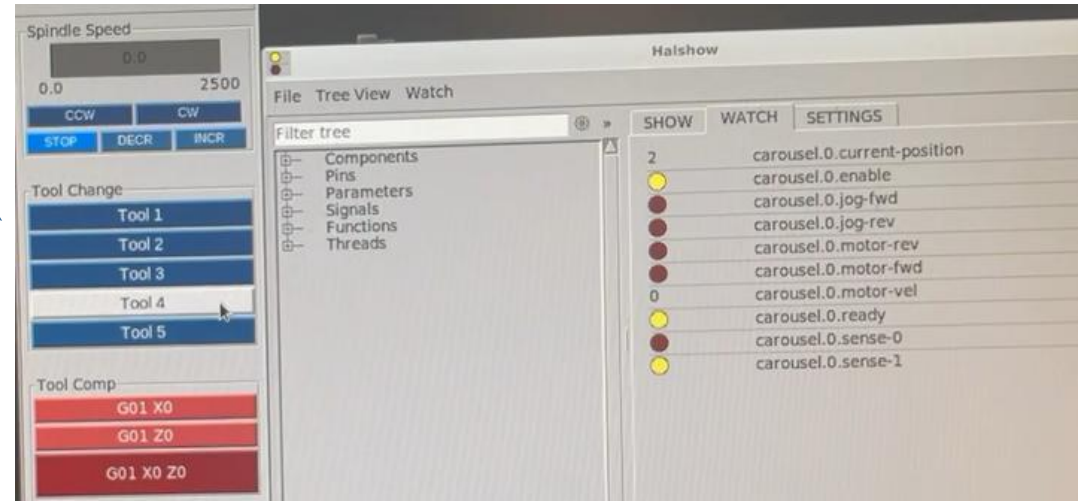 Spindle Speed
0.0
0.0 2500
CCW CW
STOP DECR INCR
Tool Change
Tool 1
Tool 2
Tool 3
Tool 4
Tool 5
Tool Comp
G01 X0
G01 Z0
G01 X0 Z0
Halshow
File Tree View Watch
Filter tree »
Components
Pins
Parameters
Signals
Functions
Threads
SHOW WATCH SETTINGS
2 carousel.0.current-position
carousel.0.enable
carousel.0.jog-fwd
carousel.0.jog-rev
carousel.0.motor-rev
carousel.0.motor-fwd
0 carousel.0.motor-vel
carousel.0.ready
carousel.0.sense-0
carousel.0.sense-1